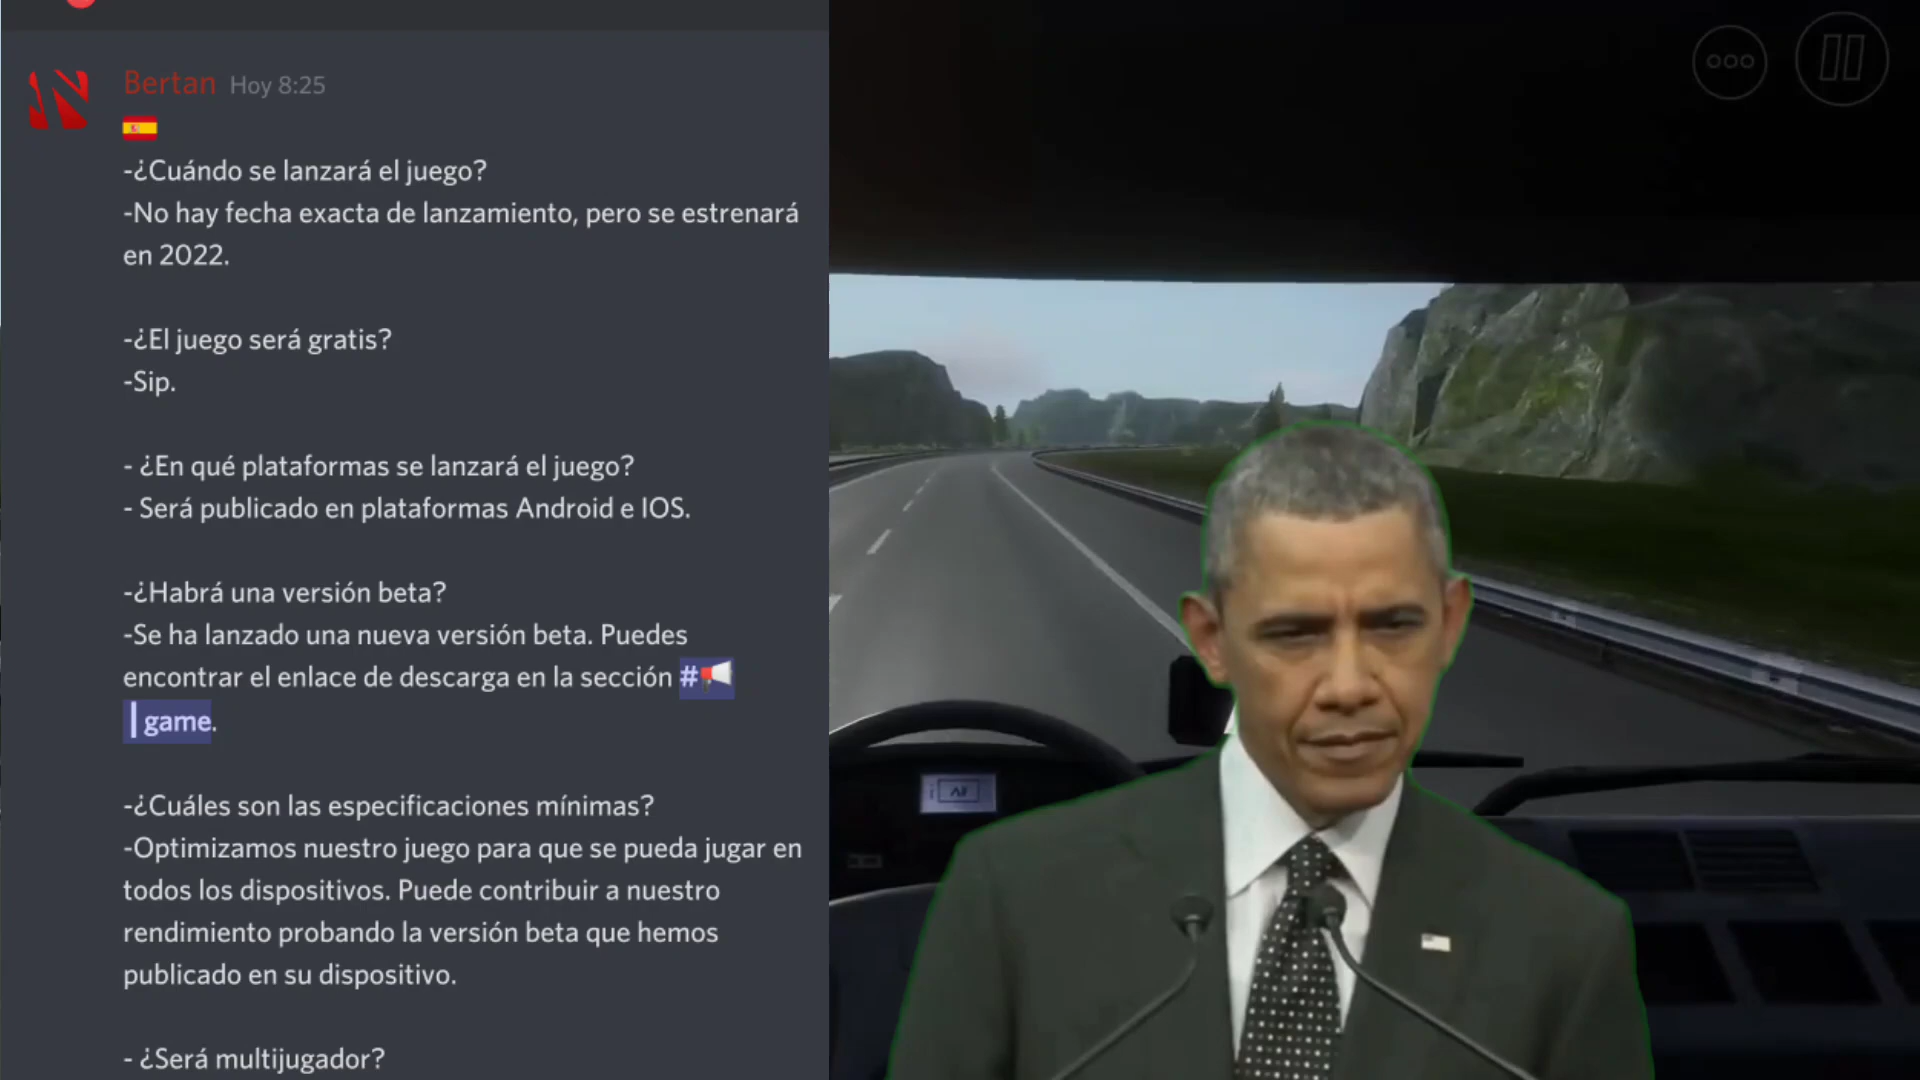 Bertan Hoy 8:25
-¿Cuándo se lanzará el juego?
-No hay fecha exacta de lanzamiento, pero se estrenará
en 2022.
-¿El juego será gratis?
-Sip.
- ¿En qué plataformas se lanzará el juego?
- Será publicado en plataformas Android e IOS.
-¿Habrá una versión beta?
-Se ha lanzado una nueva versión beta. Puedes
encontrar el enlace de descarga en la sección #📢
┃game.
-¿Cuáles son las especificaciones mínimas?
-Optimizamos nuestro juego para que se pueda jugar en
todos los dispositivos. Puede contribuir a nuestro
rendimiento probando la versión beta que hemos
publicado en su dispositivo.
- ¿Será multijugador?